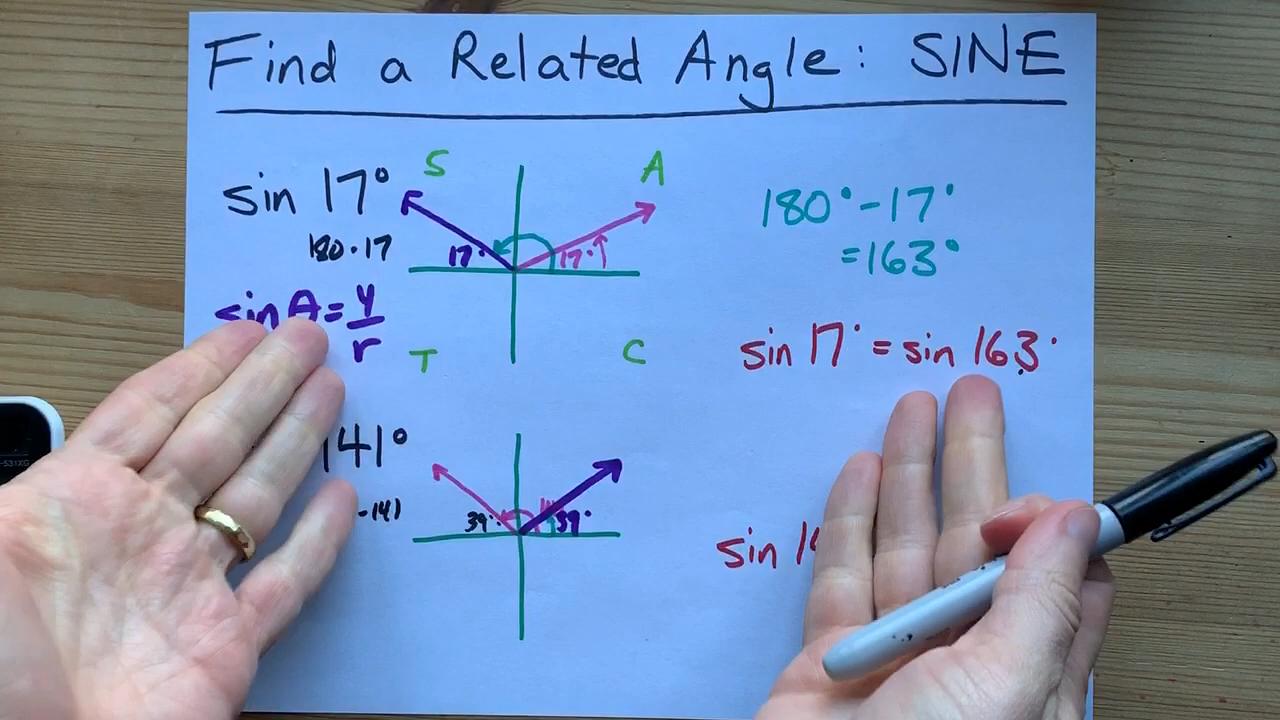 Find a Related Angle: SINE
sin 17°
180-17
S
A
17°
17°
T
C
180°-17°
=163°
sin A = y/r
sin 17° = sin 163°
141°
-141
39°
39°
sin
-531XG